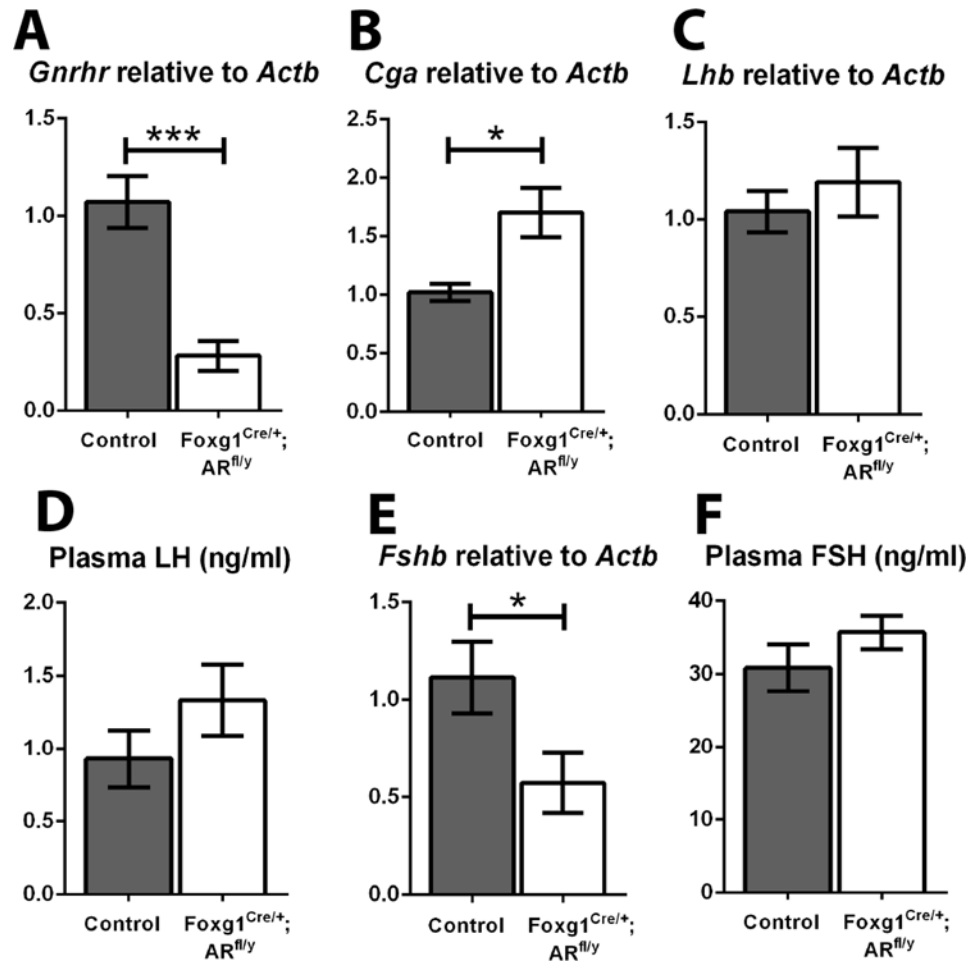 A
Gnrhr relative to Actb
1.5
1.0
0.5
0.0
***
Control
Foxg1Cre/+;
ARfl/y
B
Cga relative to Actb
2.5
2.0
1.5
1.0
0.5
0.0
*
Control
Foxg1Cre/+;
ARfl/y
C
Lhb relative to Actb
1.5
1.0
0.5
0.0
Control
Foxg1Cre/+;
ARfl/y
D
Plasma LH (ng/ml)
2.0
1.5
1.0
0.5
0.0
Control
Foxg1Cre/+;
ARfl/y
E
Fshb relative to Actb
1.5
1.0
0.5
0.0
*
Control
Foxg1Cre/+;
ARfl/y
F
Plasma FSH (ng/ml)
40
30
20
10
0
Control
Foxg1Cre/+;
ARfl/y